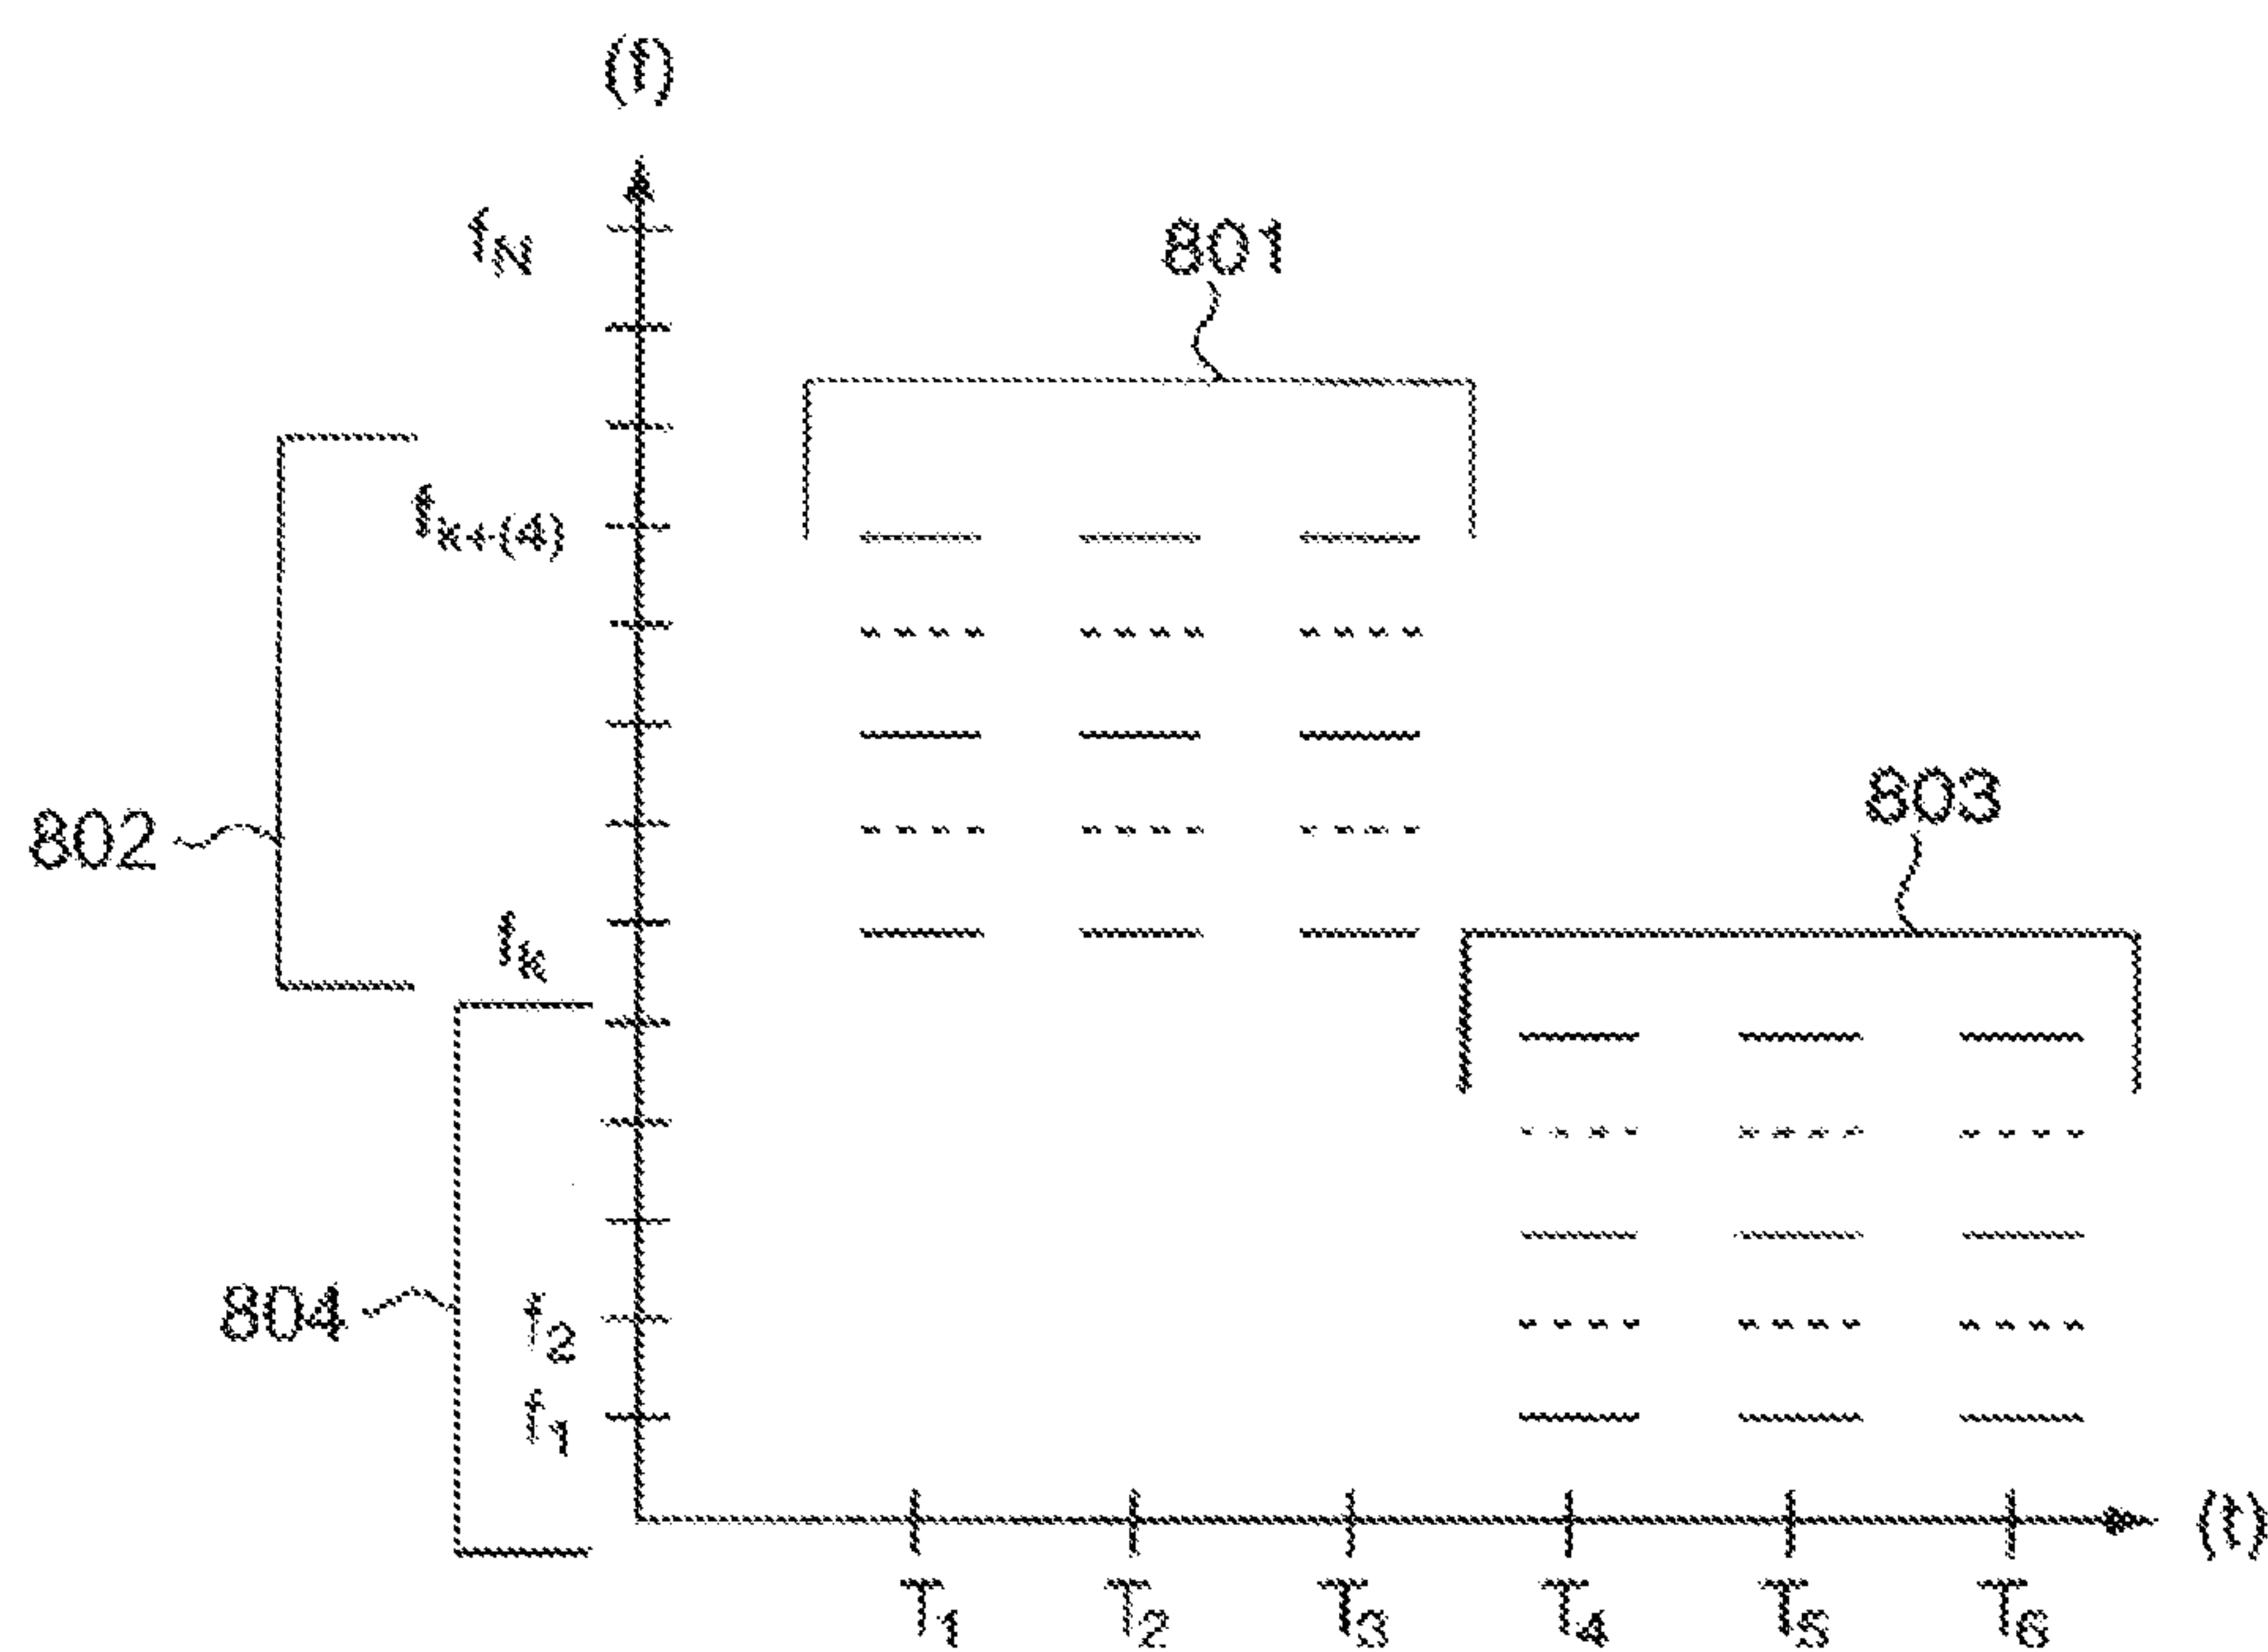 (f)
f_N
801
f_k+(4)
803
802
f_k
804
f_2
f_1
(t)
T_1 T_2 T_3 T_4 T_5 T_6